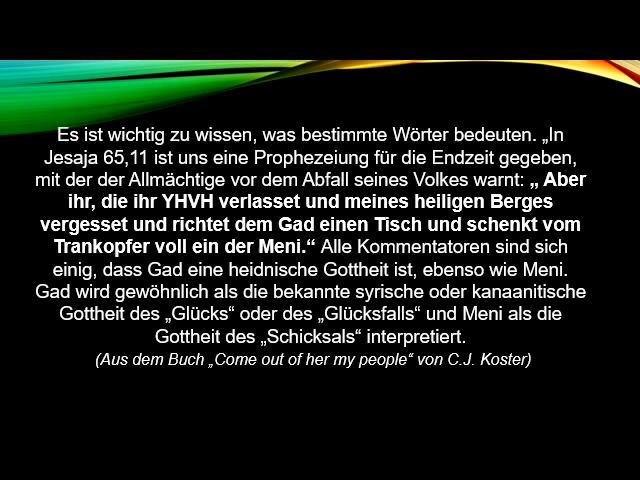 Es ist wichtig zu wissen, was bestimmte Wörter bedeuten. „In
Jesaja 65,11 ist uns eine Prophezeiung für die Endzeit gegeben,
mit der der Allmächtige vor dem Abfall seines Volkes warnt: „ Aber
ihr, die ihr YHVH verlasset und meines heiligen Berges
vergesset und richtet dem Gad einen Tisch und schenkt vom
Trankopfer voll ein der Meni.“ Alle Kommentatoren sind sich
einig, dass Gad eine heidnische Gottheit ist, ebenso wie Meni.
Gad wird gewöhnlich als die bekannte syrische oder kanaanitische
Gottheit des „Glücks“ oder des „Glücksfalls“ und Meni als die
Gottheit des „Schicksals“ interpretiert.
(Aus dem Buch „Come out of her my people“ von C.J. Koster)